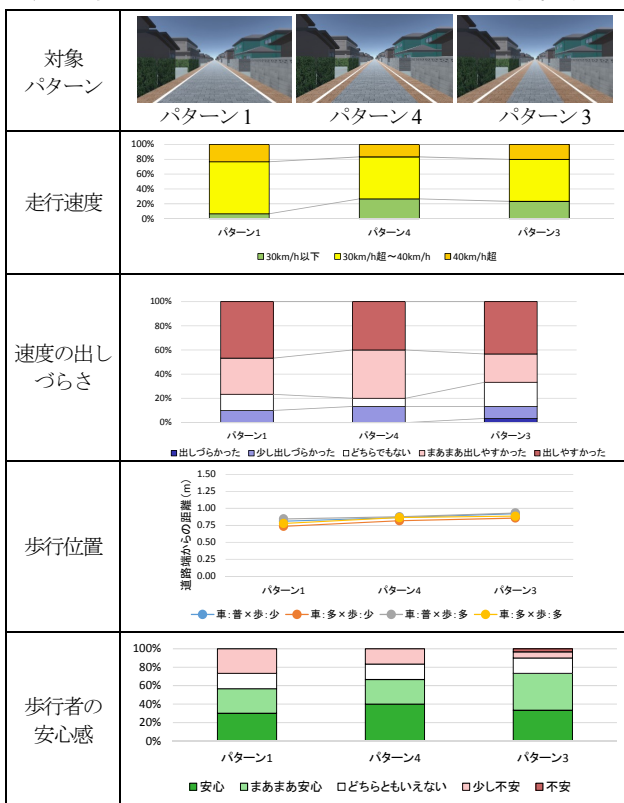 対象
パターン
パターン1
パターン4
パターン3
走行速度
100%
80%
60%
40%
20%
0%
パターン1
パターン4
パターン3
■30km/h以下 □30km/h超～40km/h ■40km/h超
速度の出し
づらさ
100%
80%
60%
40%
20%
0%
パターン1
パターン4
パターン3
■出しづらかった ■少し出しづらかった □どちらでもない □まあまあ出しやすかった ■出しやすかった
歩行位置
道路端からの距離(m)
1.50
1.25
1.00
0.75
0.50
0.25
0.00
パターン1
パターン4
パターン3
車:普×歩:少 車:多×歩:少 車:普×歩:多 車:多×歩:多
歩行者の
安心感
100%
80%
60%
40%
20%
0%
パターン1
パターン4
パターン3
■安心 ■まあまあ安心 □どちらともいえない □少し不安 ■不安